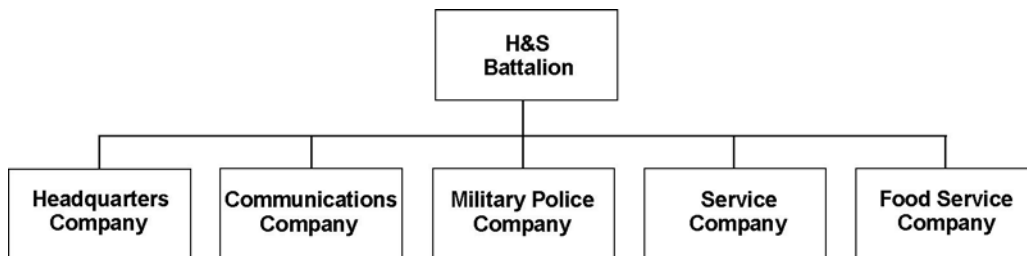 H&S
Battalion
Headquarters
Company
Communications
Company
Military Police
Company
Service
Company
Food Service
Company